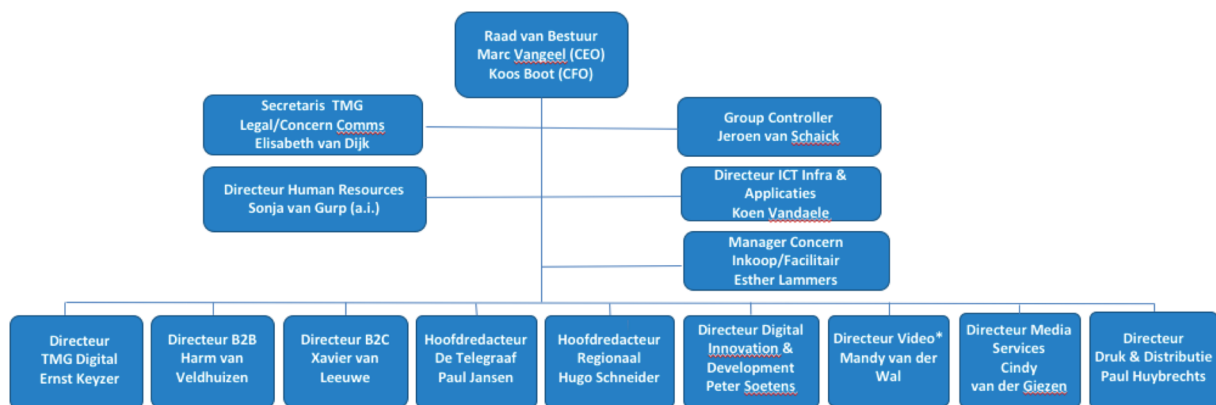 Raad van Bestuur
Marc Vangeel (CEO)
Koos Boot (CFO)
Secretaris TMG
Legal/Concern Comms
Elisabeth van Dijk
Group Controller
Jeroen van Schaick
Directeur Human Resources
Sonja van Gurp (a.i.)
Directeur ICT Infra &
Applicaties
Koen Vandaele
Manager Concern
Inkoop/Facilitair
Esther Lammers
Directeur
TMG Digital
Ernst Keyzer
Directeur B2B
Harm van
Veldhuizen
Directeur B2C
Xavier van
Leeuwe
Hoofdredacteur
De Telegraaf
Paul Jansen
Hoofdredacteur
Regionaal
Hugo Schneider
Directeur Digital
Innovation &
Development
Peter Soetens
Directeur Video*
Mandy van der
Wal
Directeur Media
Services
Cindy
van der Giezen
Directeur
Druk & Distributie
Paul Huybrechts